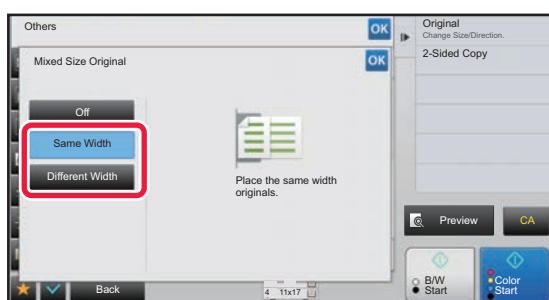 Others
OK
Original
Change Size/Direction.
Mixed Size Original
OK
2-Sided Copy
Off
Same Width
Different Width
Place the same width
originals.
Preview
CA
Back
4 11x17
B/W
Start
Color
Start